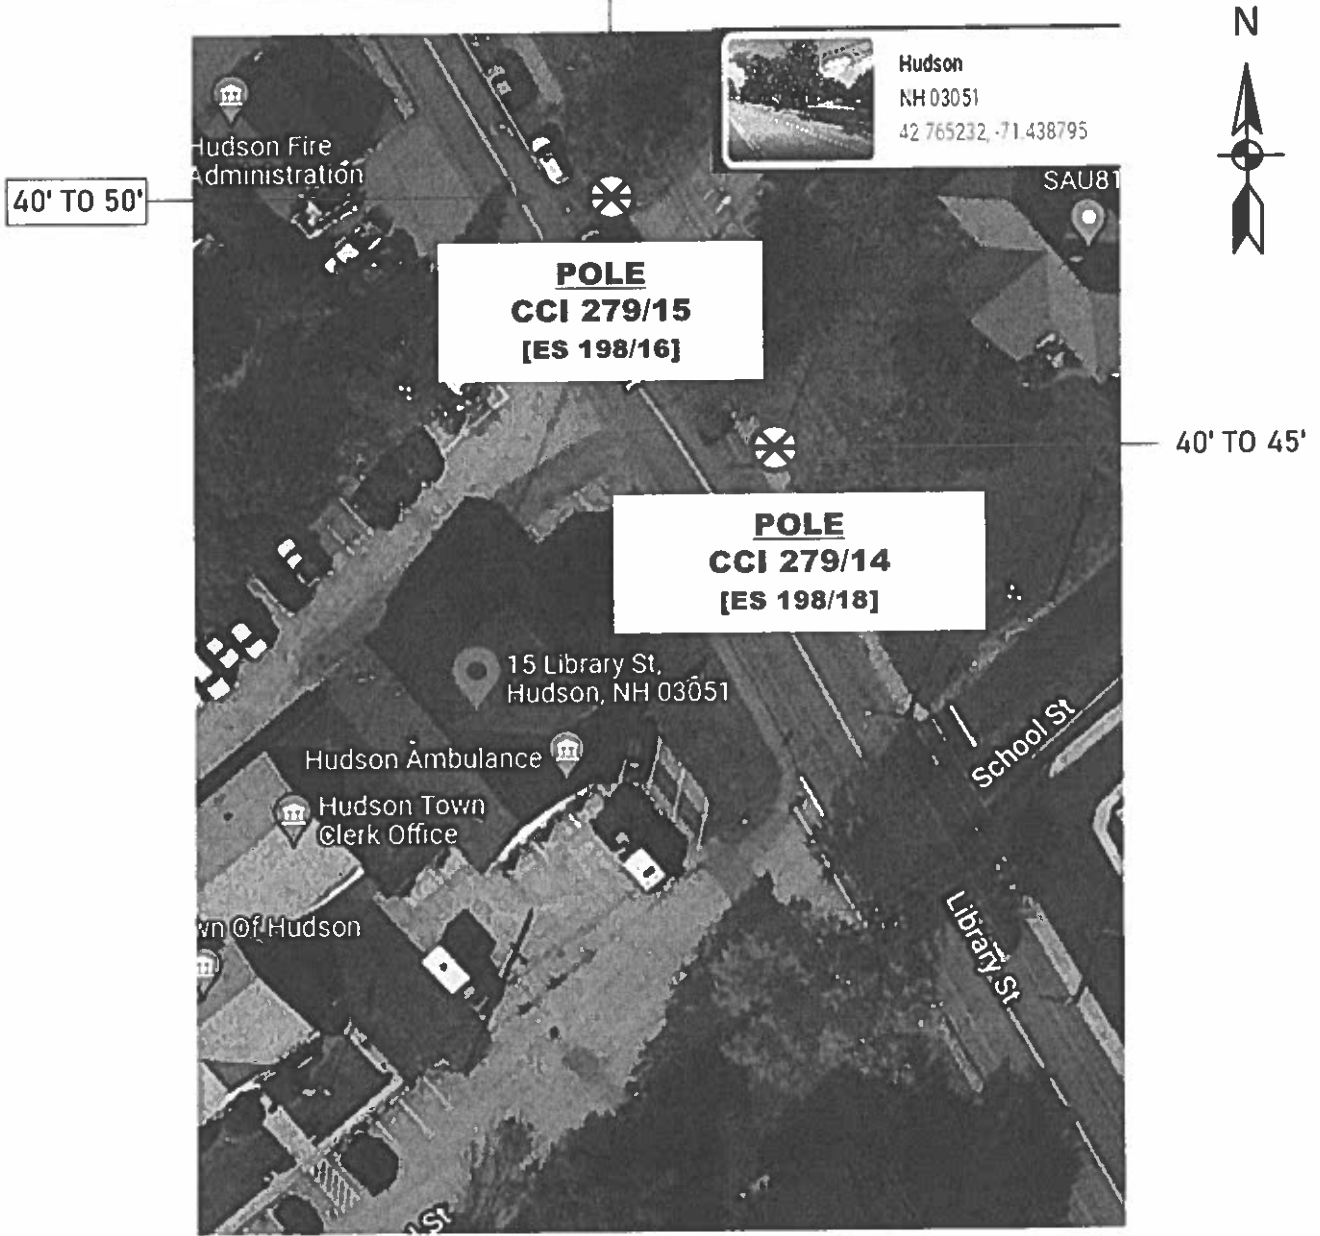 N
Hudson
NH 03051
42 765232, -71.438795
Hudson Fire
Administration
SAU81
40' TO 50'
POLE
CCI 279/15
[ES 198/16]
40' TO 45'
POLE
CCI 279/14
[ES 198/18]
15 Library St,
Hudson, NH 03051
School St
Hudson Ambulance
Hudson Town
Clerk Office
Library St
wn Of Hudson
l St